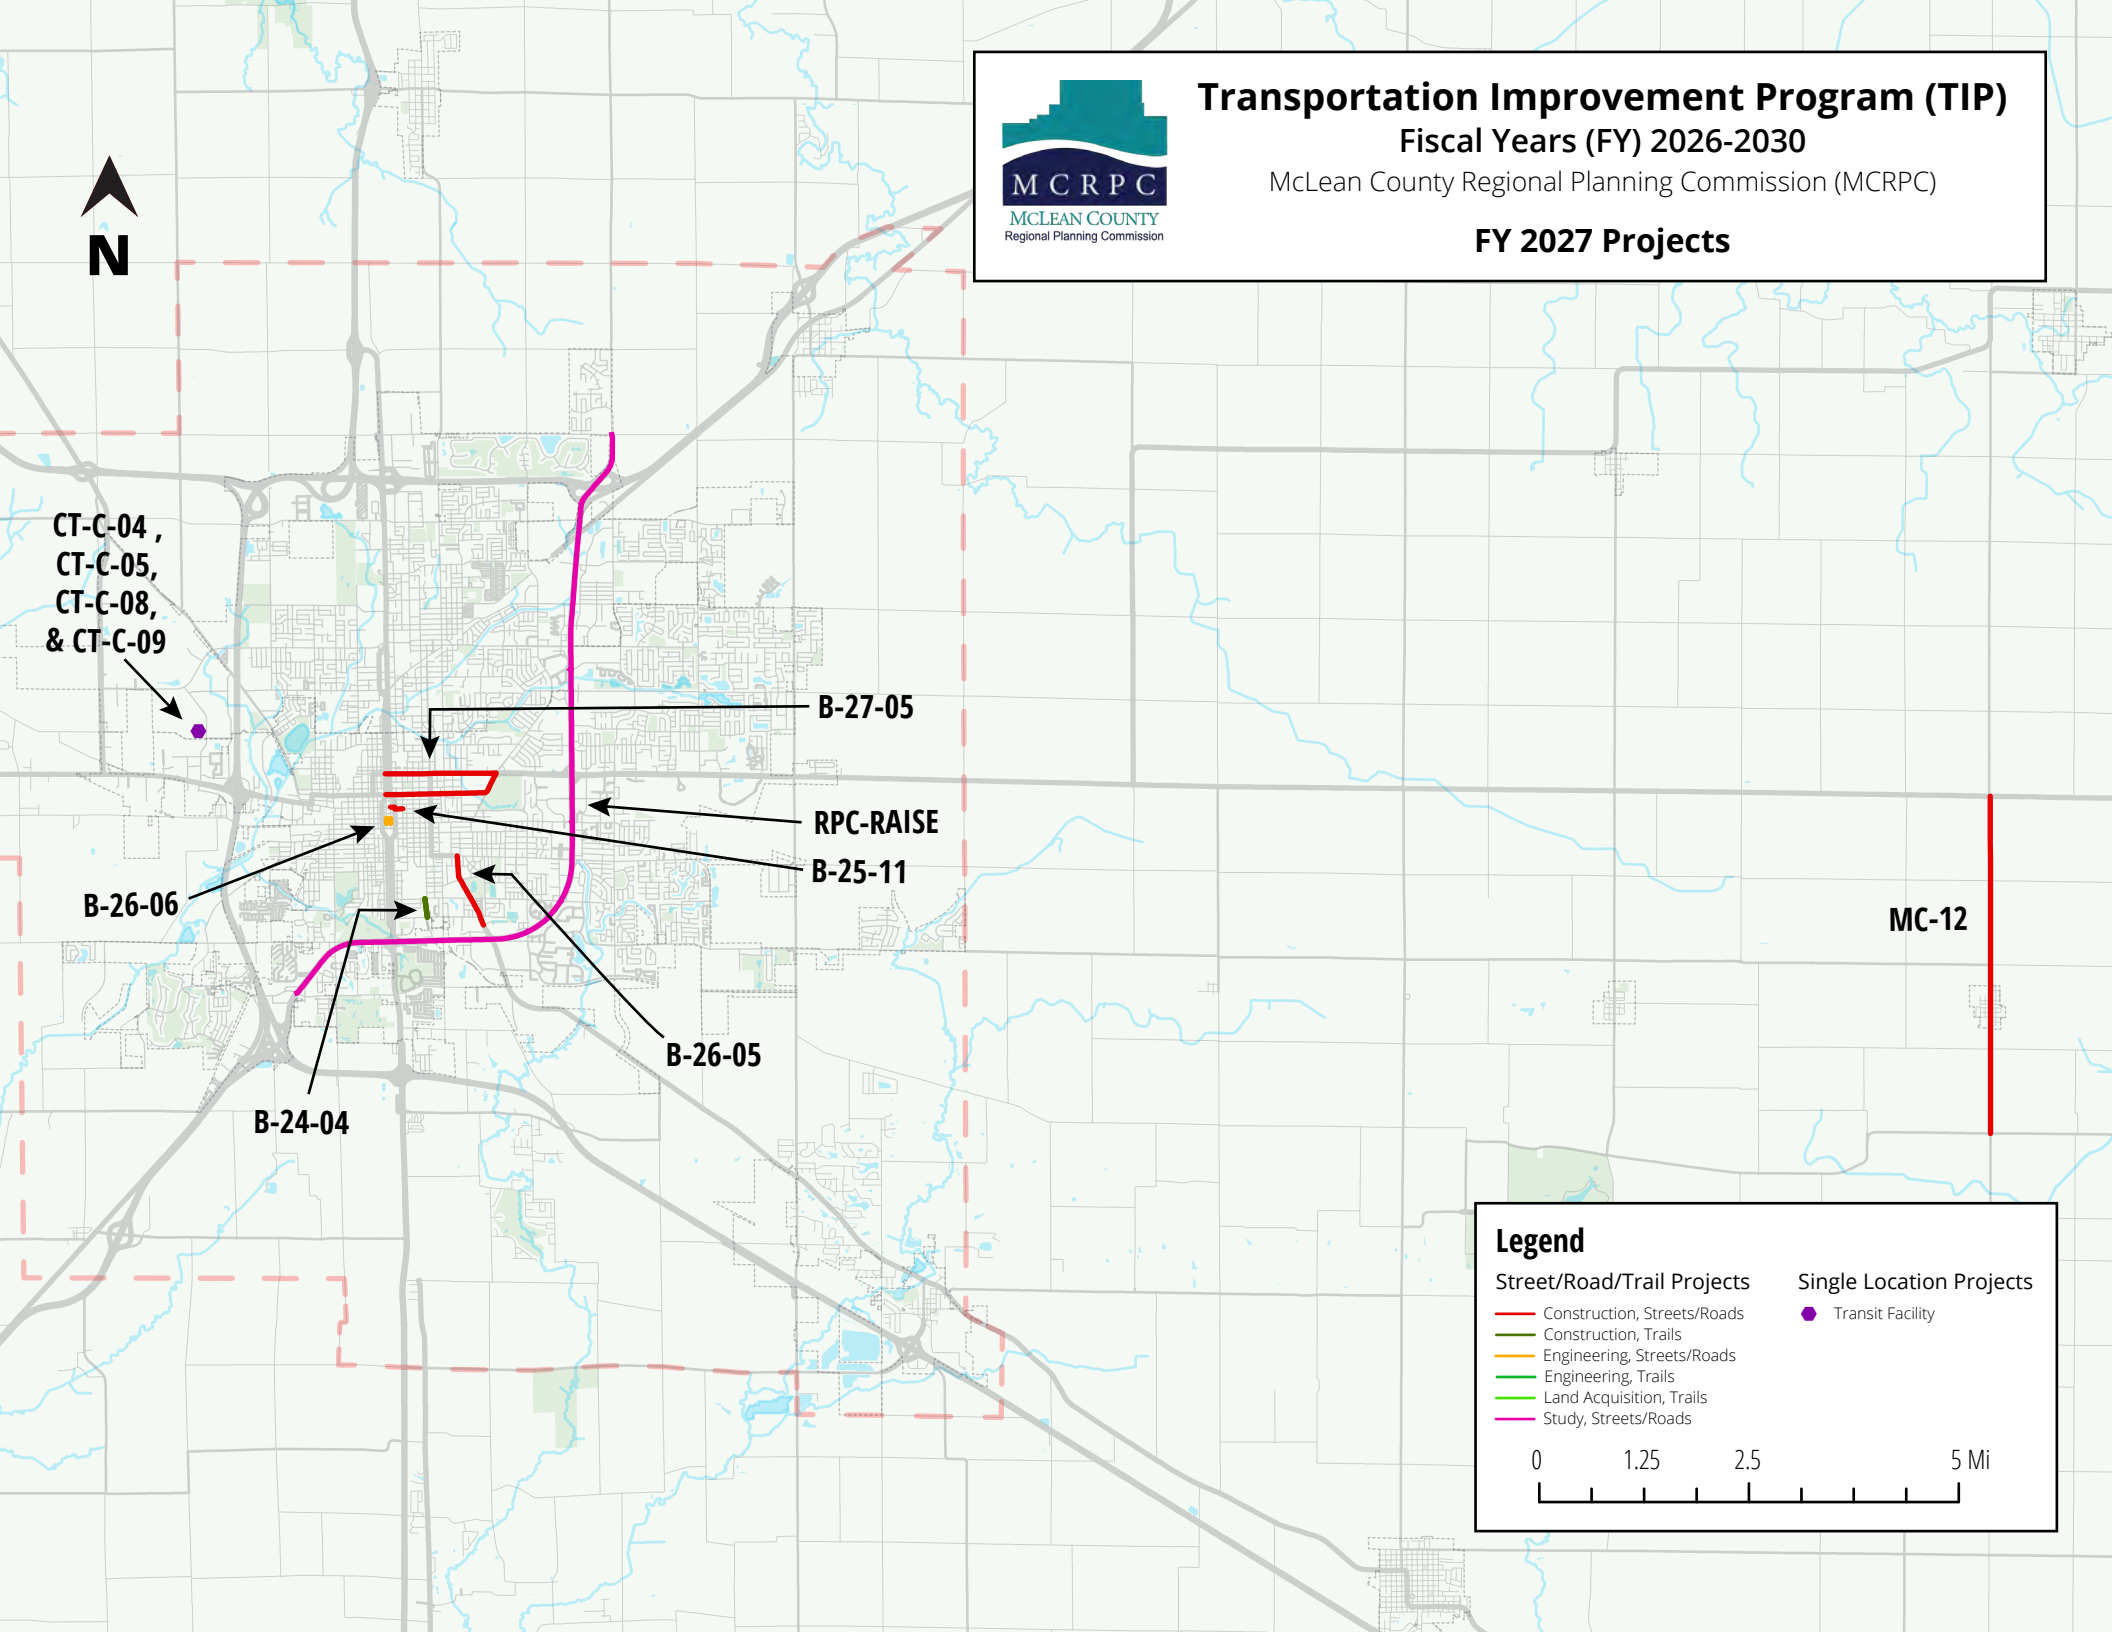 Transportation Improvement Program (TIP)
Fiscal Years (FY) 2026-2030
McLean County Regional Planning Commission (MCRPC)
FY 2027 Projects
MCRPC
MCLEAN COUNTY
Regional Planning Commission
N
CT-C-04 ,
CT-C-05,
CT-C-08,
& CT-C-09
B-27-05
RPC-RAISE
B-25-11
B-26-06
MC-12
B-26-05
B-24-04
Legend
Street/Road/Trail Projects
Construction, Streets/Roads
Construction, Trails
Engineering, Streets/Roads
Engineering, Trails
Land Acquisition, Trails
Study, Streets/Roads
Single Location Projects
Transit Facility
0 1.25 2.5 5 Mi